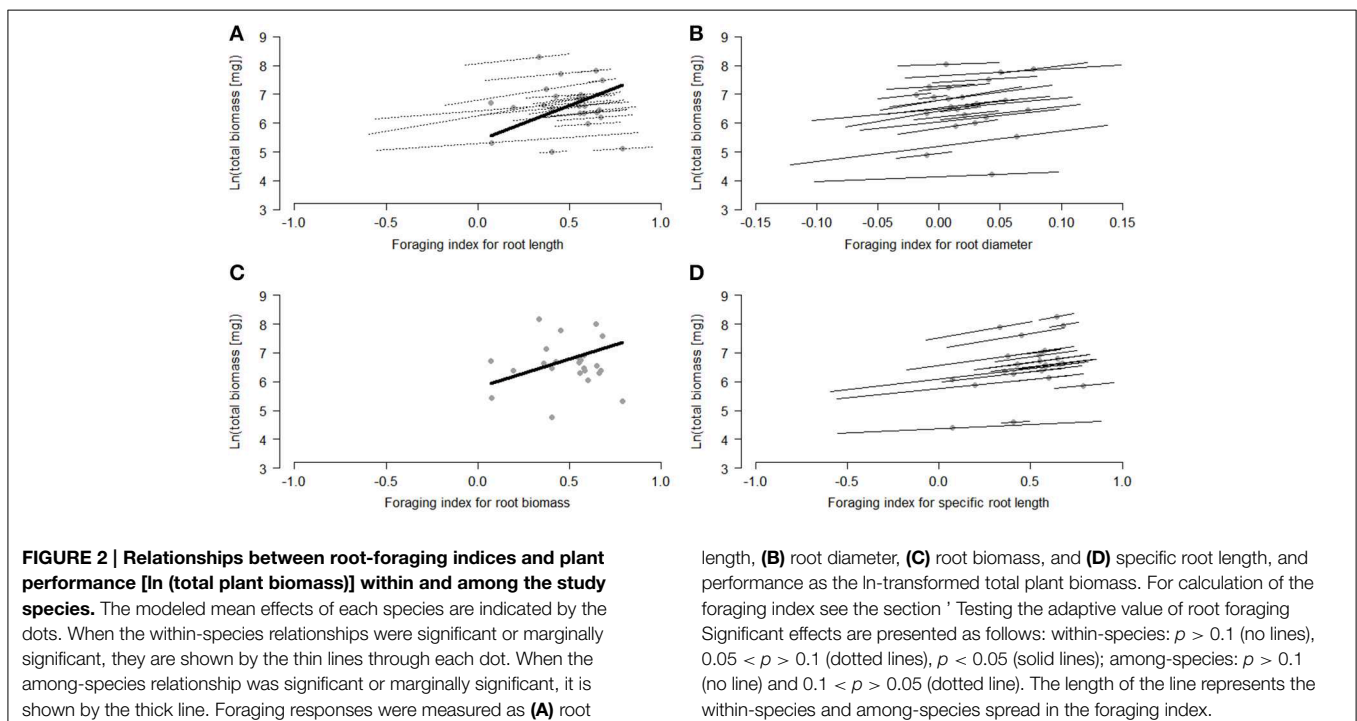 A
9
8
7
6
5
4
3
Ln(total biomass [mg])
-1.0
-0.5
0.0
0.5
1.0
Foraging index for root length
B
9
8
7
6
5
4
3
Ln(total biomass [mg])
-0.15
-0.10
-0.05
0.00
0.05
0.10
0.15
Foraging index for root diameter
C
9
8
7
6
5
4
3
Ln(total biomass [mg])
-1.0
-0.5
0.0
0.5
1.0
Foraging index for root biomass
D
9
8
7
6
5
4
3
Ln(total biomass [mg])
-1.0
-0.5
0.0
0.5
1.0
Foraging index for specific root length
FIGURE 2 | Relationships between root-foraging indices and plant
performance [ln (total plant biomass)] within and among the study
species. The modeled mean effects of each species are indicated by the
dots. When the within-species relationships were significant or marginally
significant, they are shown by the thin lines through each dot. When the
among-species relationship was significant or marginally significant, it is
shown by the thick line. Foraging responses were measured as (A) root
length, (B) root diameter, (C) root biomass, and (D) specific root length, and
performance as the ln-transformed total plant biomass. For calculation of the
foraging index see the section ' Testing the adaptive value of root foraging
Significant effects are presented as follows: within-species: p > 0.1 (no lines),
0.05 < p > 0.1 (dotted lines), p < 0.05 (solid lines); among-species: p > 0.1
(no line) and 0.1 < p > 0.05 (dotted line). The length of the line represents the
within-species and among-species spread in the foraging index.